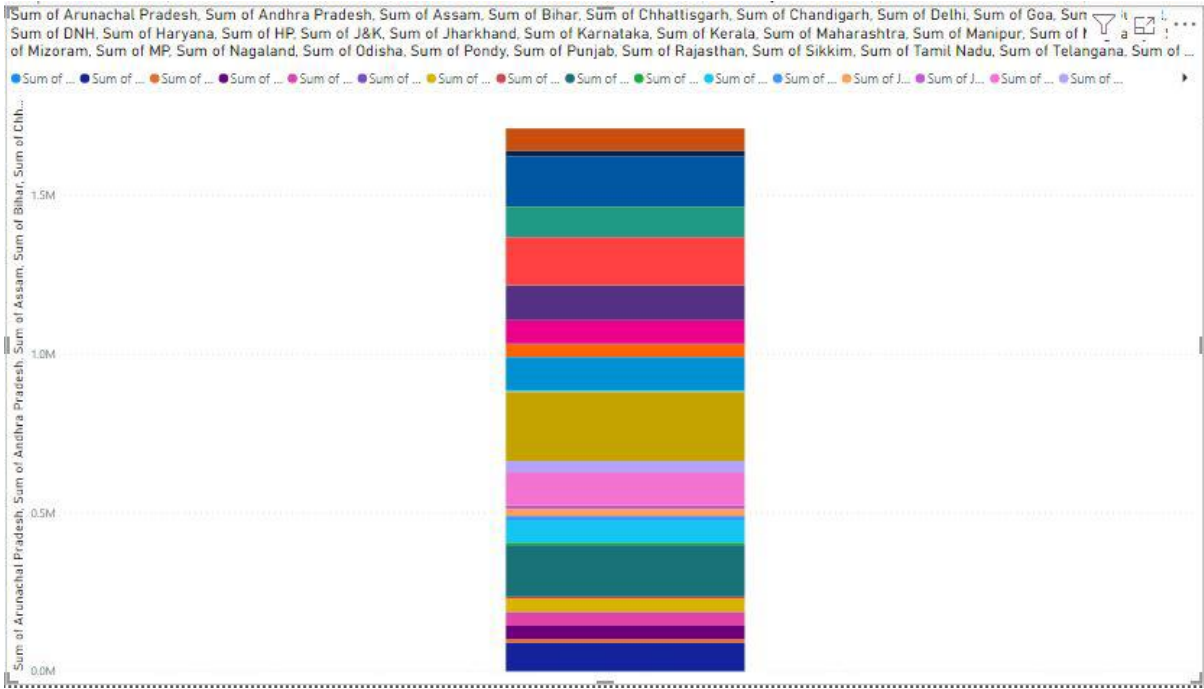 Sum of Arunachal Pradesh, Sum of Andhra Pradesh, Sum of Assam, Sum of Bihar, Sum of Chhattisgarh, Sum of Chandigarh, Sum of Delhi, Sum of Goa, Sum
Sum of DNH, Sum of Haryana, Sum of HP, Sum of J&K, Sum of Jharkhand, Sum of Karnataka, Sum of Kerala, Sum of Maharashtra, Sum of Manipur, Sum of
of Mizoram, Sum of MP, Sum of Nagaland, Sum of Odisha, Sum of Pondy, Sum of Punjab, Sum of Rajasthan, Sum of Sikkim, Sum of Tamil Nadu, Sum of Telangana, Sum of ...
Sum of ... Sum of ... Sum of ... Sum of ... Sum of ... Sum of ... Sum of ... Sum of ... Sum of ... Sum of ... Sum of ... Sum of ... Sum of J... Sum of J... Sum of ... Sum of ...
Sum of Arunachal Pradesh, Sum of Andhra Pradesh, Sum of Assam, Sum of Bihar, Sum of Chh...
1.5M
1.0M
0.5M
0.0M